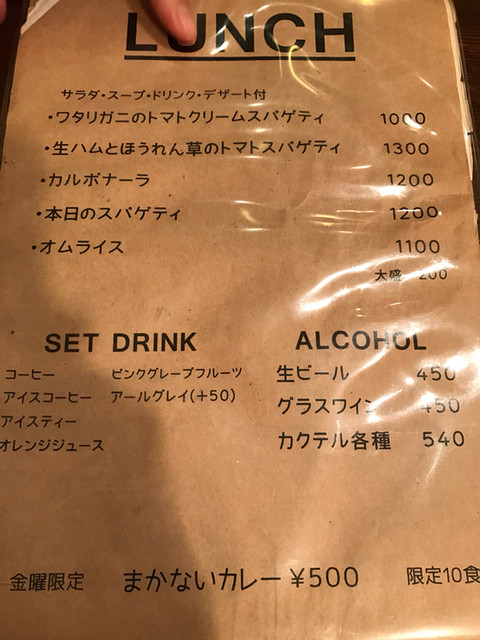 LUNCH
サラダ・スープ・ドリンク・デザート付
・ワタリガニのトマトクリームスパゲティ 1000
・生ハムとほうれん草のトマトスパゲティ 1300
・カルボナーラ 1200
・本日のスパゲティ 1200
・オムライス 1100
大盛 200
SET DRINK
コーヒー ピンクグレープフルーツ
アイスコーヒー アールグレイ(+50)
アイスティー
オレンジジュース
ALCOHOL
生ビール 450
グラスワイン 450
カクテル各種 540
金曜限定 まかないカレー ¥500 限定10食